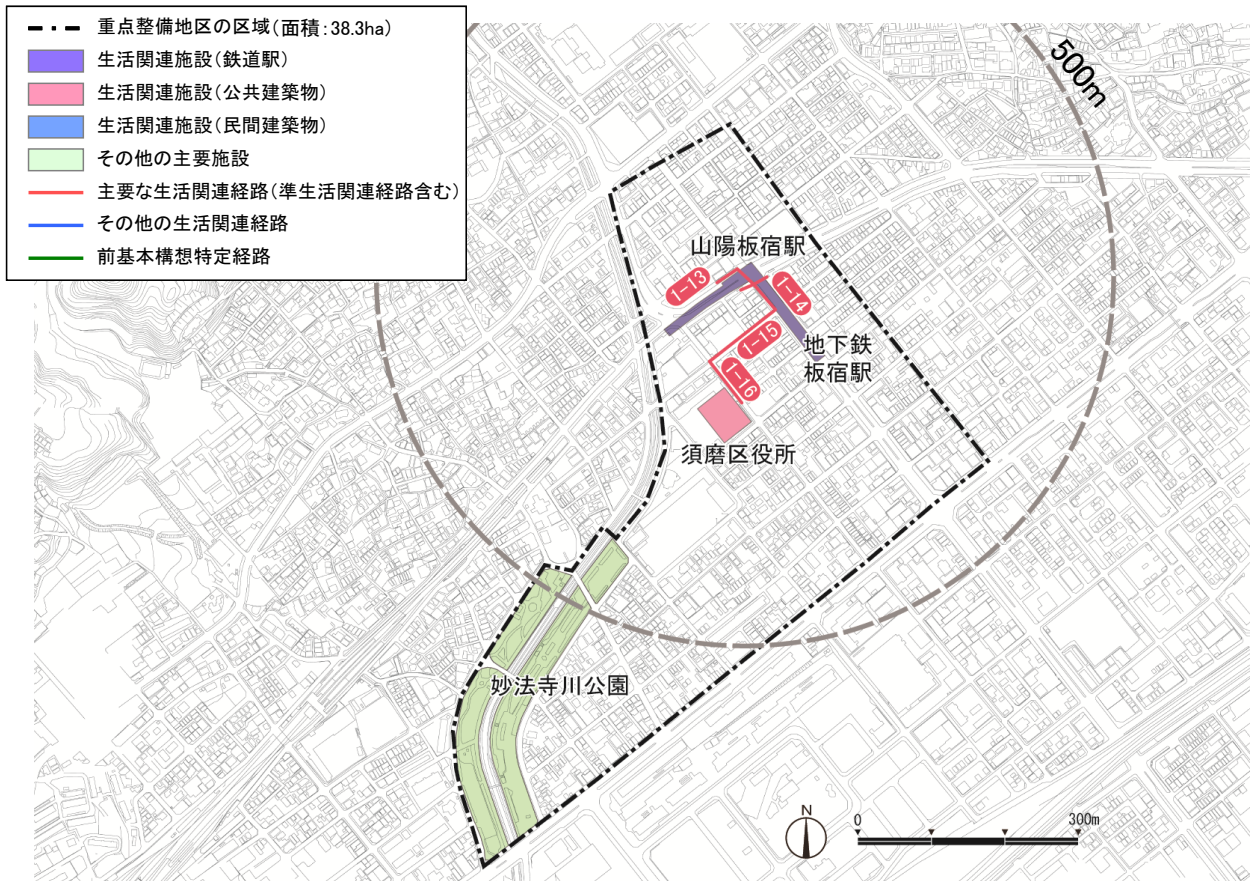 重点整備地区の区域(面積:38.3ha)
生活関連施設(鉄道駅)
生活関連施設(公共建築物)
生活関連施設(民間建築物)
その他の主要施設
主要な生活関連経路(準生活関連経路含む)
その他の生活関連経路
前基本構想特定経路
500m
山陽板宿駅
1-13
1-14
1-15
地下鉄
板宿駅
1-16
須磨区役所
妙法寺川公園
N
0
300m